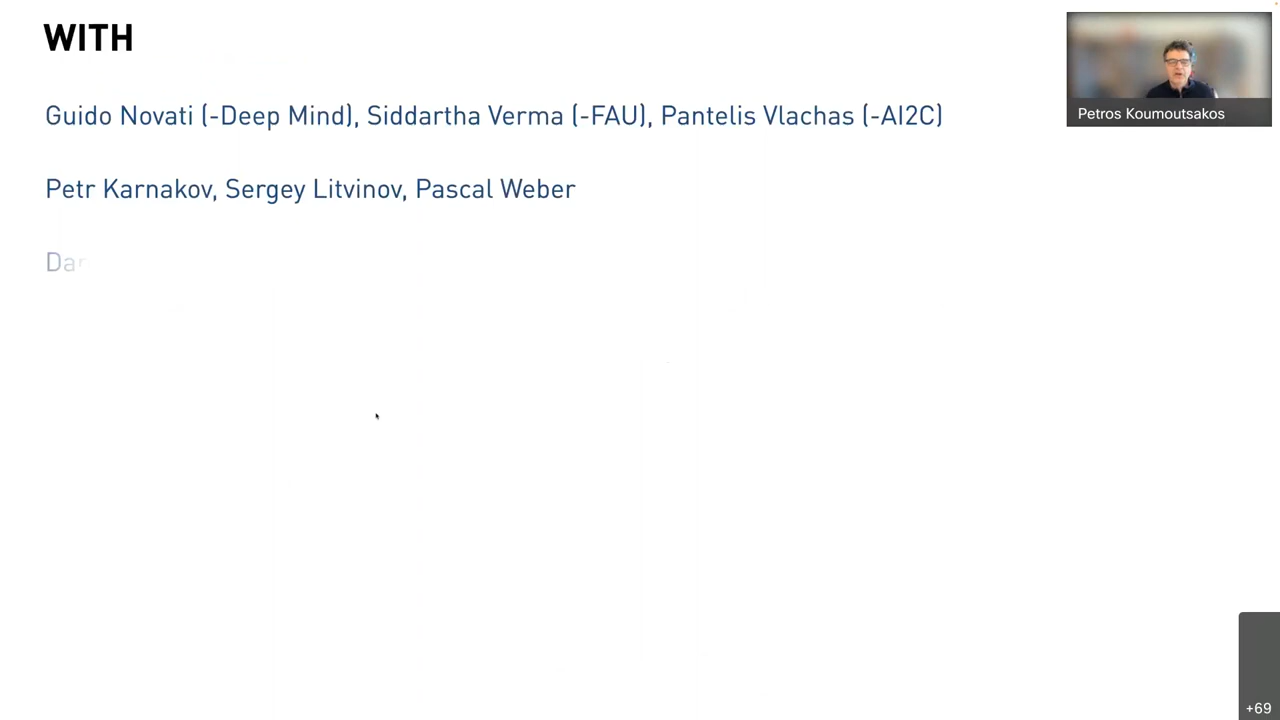 WITH
Guido Novati (-Deep Mind), Siddartha Verma (-FAU), Pantelis Vlachas (-AI2C)
Petr Karnakov, Sergey Litvinov, Pascal Weber
Petros Koumoutsakos
+69